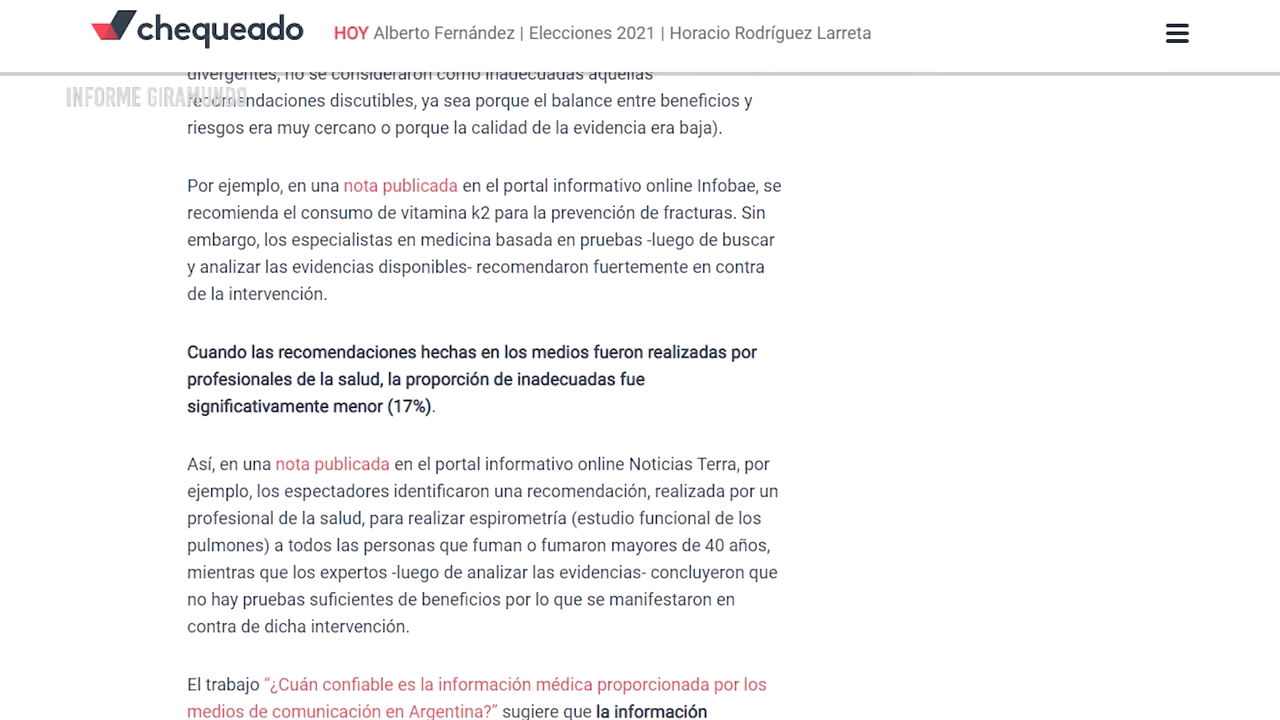 chequeado
HOY Alberto Fernández | Elecciones 2021 | Horacio Rodríguez Larreta
divergentes, no se consideraron como inadecuadas aquellas
INFORME GIRAMUNDO
recomendaciones discutibles, ya sea porque el balance entre beneficios y
riesgos era muy cercano o porque la calidad de la evidencia era baja).
Por ejemplo, en una nota publicada en el portal informativo online Infobae, se
recomienda el consumo de vitamina k2 para la prevención de fracturas. Sin
embargo, los especialistas en medicina basada en pruebas -luego de buscar
y analizar las evidencias disponibles- recomendaron fuertemente en contra
de la intervención.
Cuando las recomendaciones hechas en los medios fueron realizadas por
profesionales de la salud, la proporción de inadecuadas fue
significativamente menor (17%).
Así, en una nota publicada en el portal informativo online Noticias Terra, por
ejemplo, los espectadores identificaron una recomendación, realizada por un
profesional de la salud, para realizar espirometría (estudio funcional de los
pulmones) a todos las personas que fuman o fumaron mayores de 40 años,
mientras que los expertos -luego de analizar las evidencias- concluyeron que
no hay pruebas suficientes de beneficios por lo que se manifestaron en
contra de dicha intervención.
El trabajo “¿Cuán confiable es la información médica proporcionada por los
medios de comunicación en Argentina?” sugiere que la información